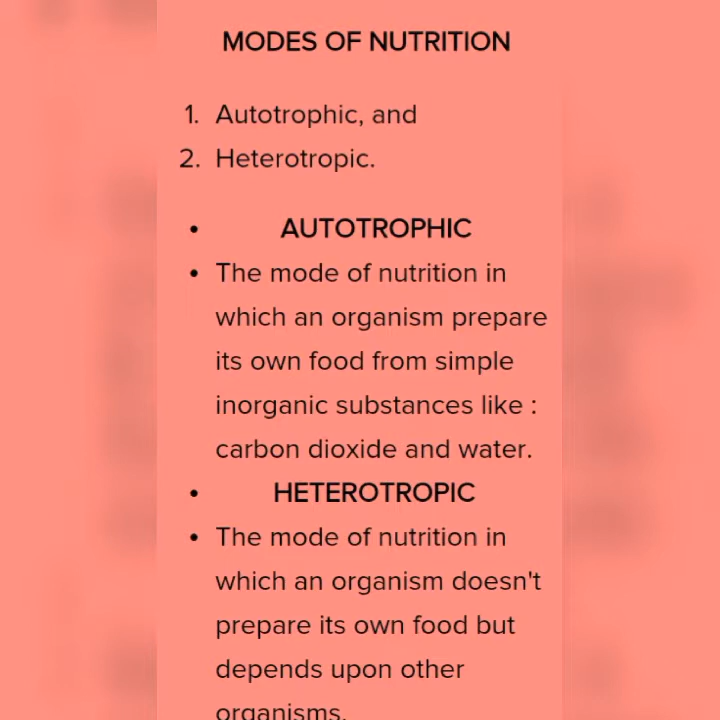 MODES OF NUTRITION
1. Autotrophic, and
2. Heterotropic.
• AUTOTROPHIC
• The mode of nutrition in
which an organism prepare
its own food from simple
inorganic substances like :
carbon dioxide and water.
• HETEROTROPIC
• The mode of nutrition in
which an organism doesn't
prepare its own food but
depends upon other
organisms.